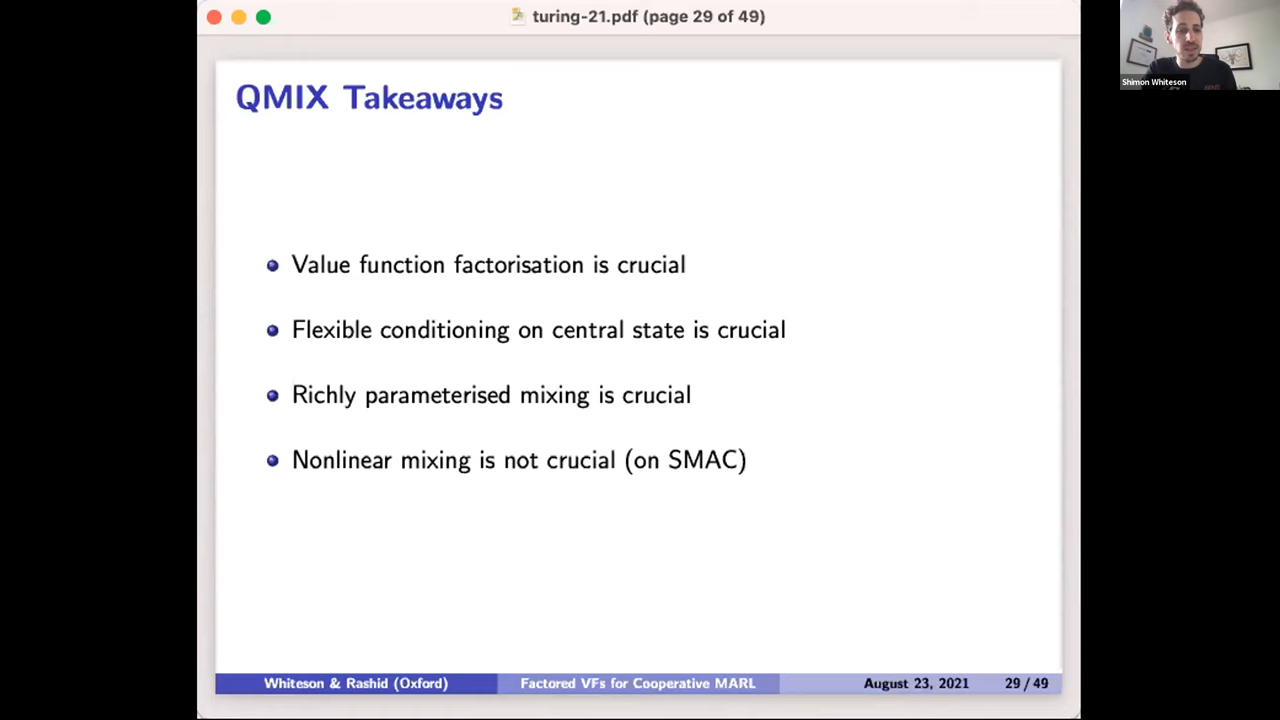 turing-21.pdf (page 29 of 49)
Shimon Whiteson
QMIX Takeaways
Value function factorisation is crucial
Flexible conditioning on central state is crucial
Richly parameterised mixing is crucial
Nonlinear mixing is not crucial (on SMAC)
Whiteson & Rashid (Oxford) Factored VFs for Cooperative MARL August 23, 2021 29 / 49